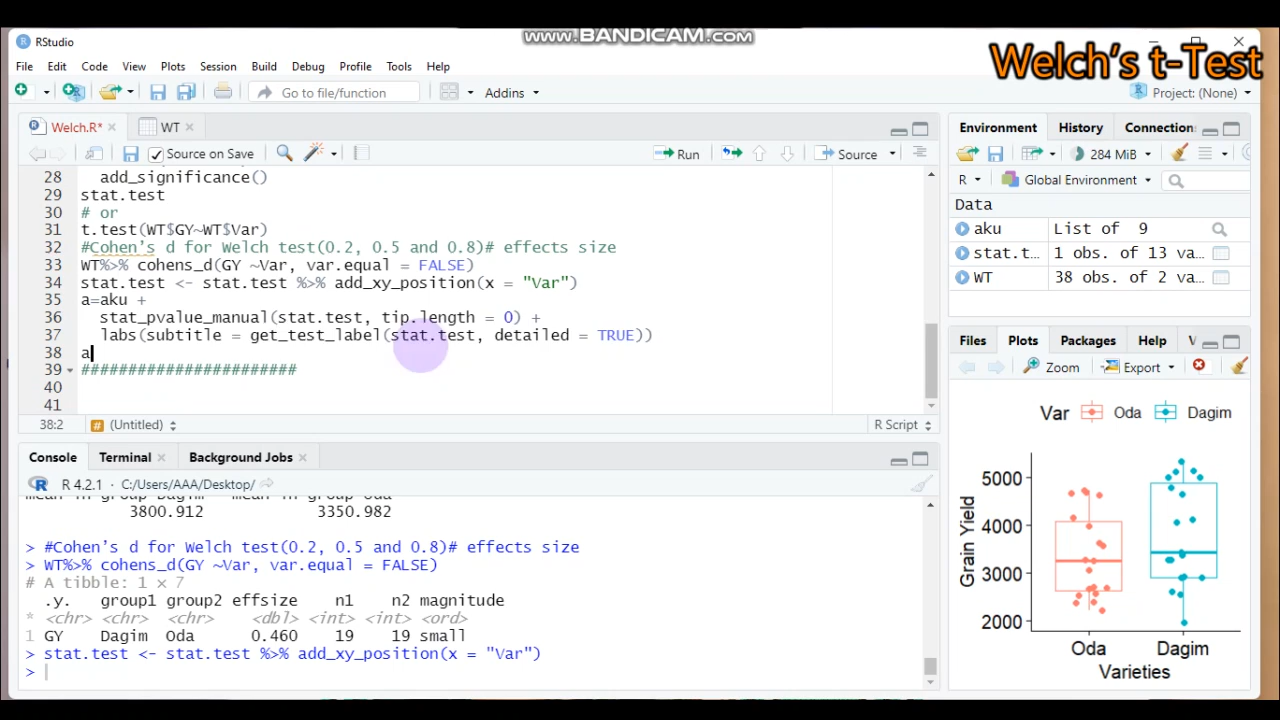 www.BANDICAM.com
RStudio
Welch's t-Test
File Edit Code View Plots Session Build Debug Profile Tools Help
Go to file/function
Addins
Project: (None)
Welch.R*
WT
Source on Save
Run
Source
28 add_significance()
29 stat.test
30 # or
31 t.test(WT$GY~WT$Var)
32 #Cohen's d for Welch test(0.2, 0.5 and 0.8)# effects size
33 WT%>% cohens_d(GY ~Var, var.equal = FALSE)
34 stat.test <- stat.test %>% add_xy_position(x = "Var")
35 a=aku +
36 stat_pvalue_manual(stat.test, tip.length = 0) +
37 labs(subtitle = get_test_label(stat.test, detailed = TRUE))
38 a
39 #######################
40
41
38:2 # (Untitled) R Script
Console Terminal Background Jobs
R 4.2.1 · C:/Users/AAA/Desktop/
mean in group Dagim mean in group Oda
3800.912 3350.982
> #Cohen's d for Welch test(0.2, 0.5 and 0.8)# effects size
> WT%>% cohens_d(GY ~Var, var.equal = FALSE)
# A tibble: 1 × 7
.y. group1 group2 effsize n1 n2 magnitude
* <chr> <chr> <chr> <dbl> <int> <int> <ord>
1 GY Dagim Oda 0.460 19 19 small
> stat.test <- stat.test %>% add_xy_position(x = "Var")
>
Environment History Connection
284 MiB
R Global Environment
Data
aku List of 9
stat.t… 1 obs. of 13 va…
WT 38 obs. of 2 va…
Files Plots Packages Help V
Zoom Export
Var Oda Dagim
Grain Yield
5000
4000
3000
2000
Oda Dagim
Varieties